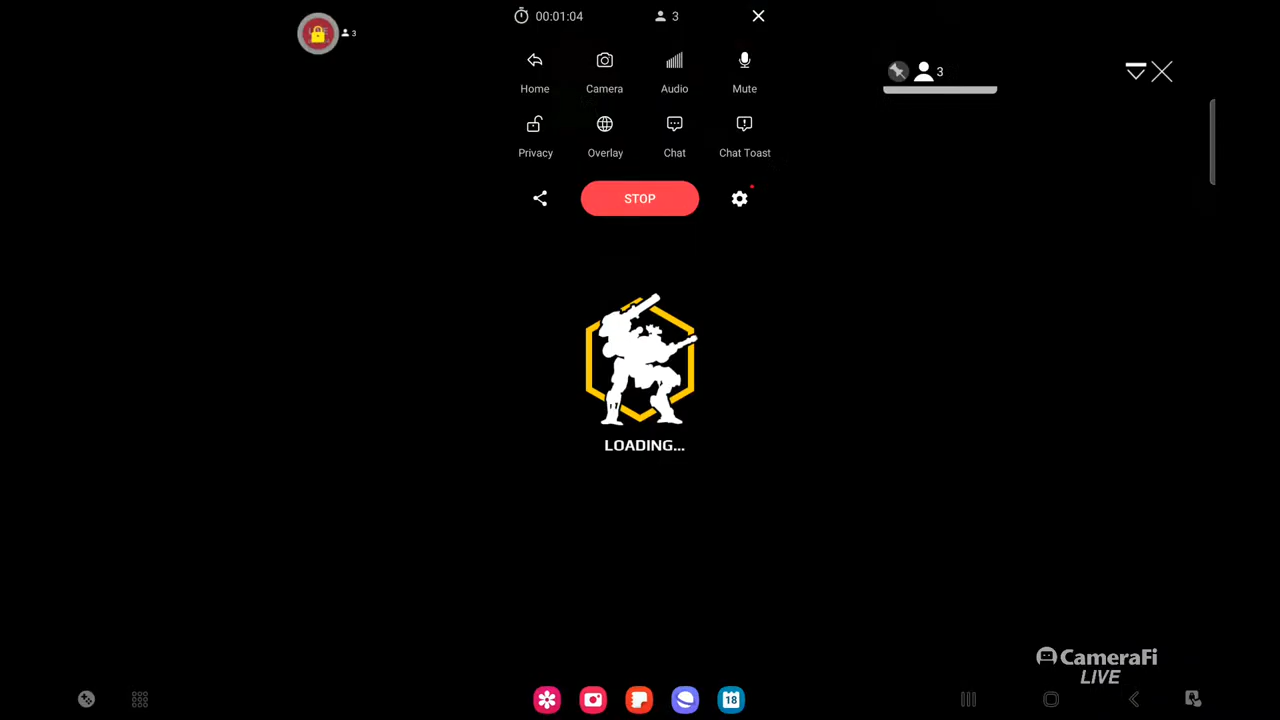 00:01:04
3
3
3
Home
Camera
Audio
Mute
Privacy
Overlay
Chat
Chat Toast
STOP
LOADING...
CameraFi
LIVE
18